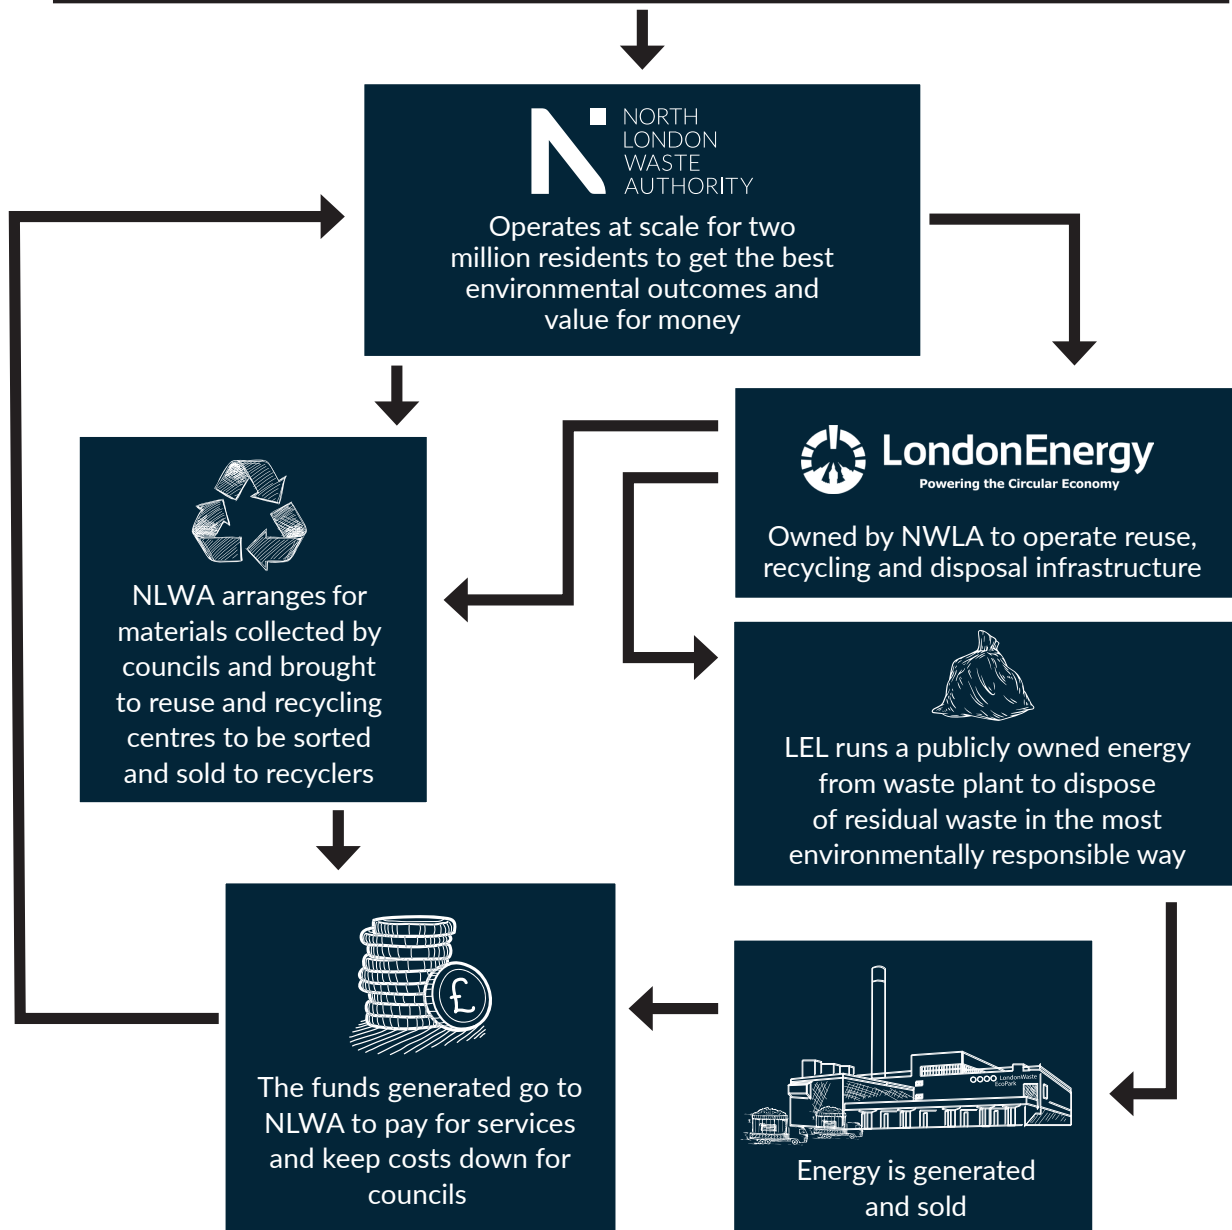 NORTH
LONDON
WASTE
AUTHORITY
Operates at scale for two
million residents to get the best
environmental outcomes and
value for money
LondonEnergy
Powering the Circular Economy
Owned by NWLA to operate reuse,
recycling and disposal infrastructure
NLWA arranges for
materials collected by
councils and brought
to reuse and recycling
centres to be sorted
and sold to recyclers
LEL runs a publicly owned energy
from waste plant to dispose
of residual waste in the most
environmentally responsible way
£
The funds generated go to
NLWA to pay for services
and keep costs down for
councils
LondonWaste
EcoPark
Energy is generated
and sold